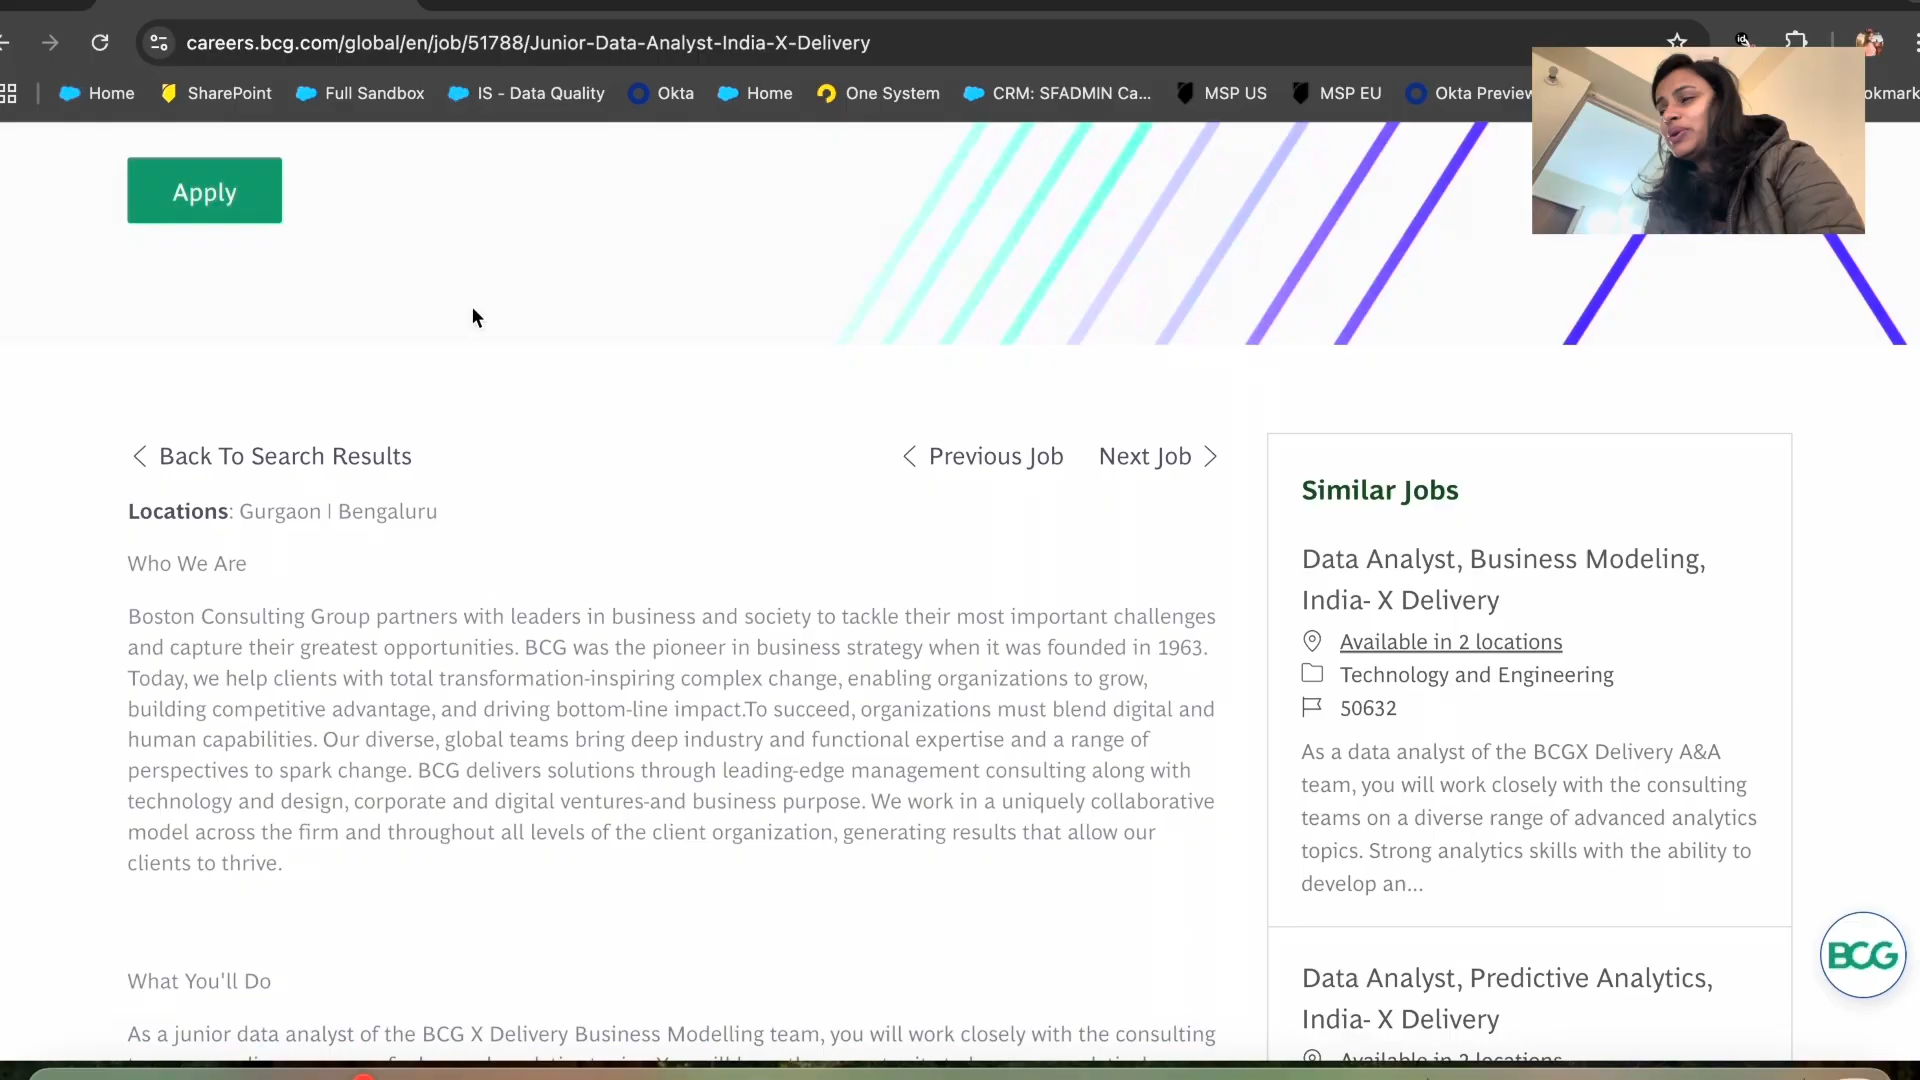 careers.bcg.com/global/en/job/51788/Junior-Data-Analyst-India-X-Delivery
Home SharePoint Full Sandbox IS - Data Quality Okta Home One System CRM: SFADMIN Ca... MSP US MSP EU Okta Preview
Apply
Back To Search Results Previous Job Next Job
Locations: Gurgaon | Bengaluru
Who We Are
Boston Consulting Group partners with leaders in business and society to tackle their most important challenges
and capture their greatest opportunities. BCG was the pioneer in business strategy when it was founded in 1963.
Today, we help clients with total transformation-inspiring complex change, enabling organizations to grow,
building competitive advantage, and driving bottom-line impact.To succeed, organizations must blend digital and
human capabilities. Our diverse, global teams bring deep industry and functional expertise and a range of
perspectives to spark change. BCG delivers solutions through leading-edge management consulting along with
technology and design, corporate and digital ventures-and business purpose. We work in a uniquely collaborative
model across the firm and throughout all levels of the client organization, generating results that allow our
clients to thrive.
What You'll Do
As a junior data analyst of the BCG X Delivery Business Modelling team, you will work closely with the consulting
Similar Jobs
Data Analyst, Business Modeling,
India- X Delivery
Available in 2 locations
Technology and Engineering
50632
As a data analyst of the BCGX Delivery A&A
team, you will work closely with the consulting
teams on a diverse range of advanced analytics
topics. Strong analytics skills with the ability to
develop an...
Data Analyst, Predictive Analytics,
India- X Delivery
Available in 2 locations
BCG